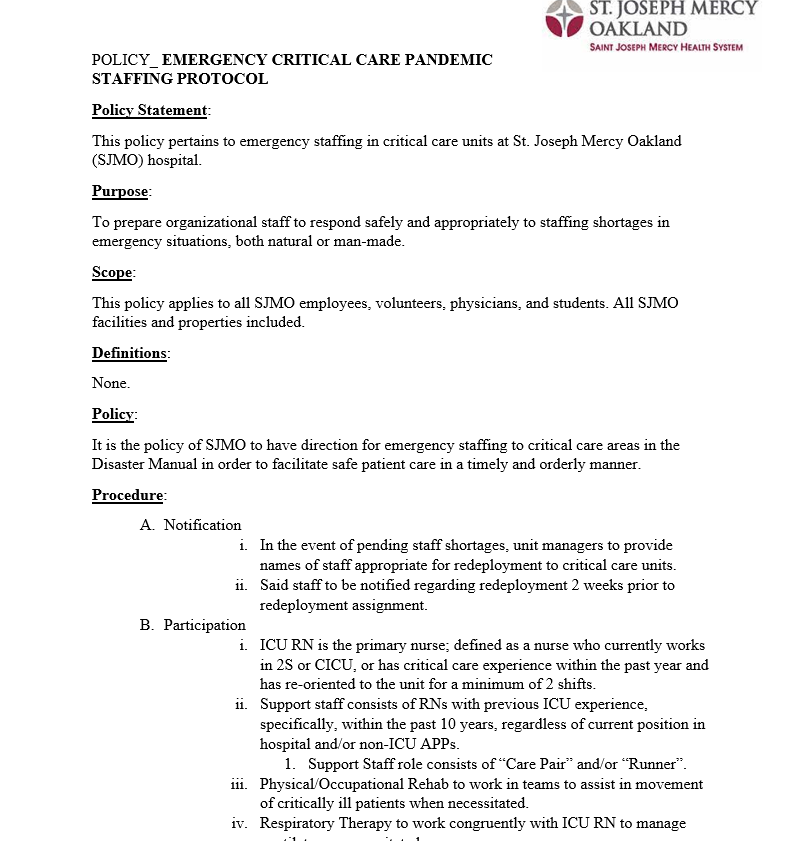 ST. JOSEPH MERCY
OAKLAND
SAINT JOSEPH MERCY HEALTH SYSTEM
POLICY_ EMERGENCY CRITICAL CARE PANDEMIC
STAFFING PROTOCOL
Policy Statement:
This policy pertains to emergency staffing in critical care units at St. Joseph Mercy Oakland
(SJMO) hospital.
Purpose:
To prepare organizational staff to respond safely and appropriately to staffing shortages in
emergency situations, both natural or man-made.
Scope:
This policy applies to all SJMO employees, volunteers, physicians, and students. All SJMO
facilities and properties included.
Definitions:
None.
Policy:
It is the policy of SJMO to have direction for emergency staffing to critical care areas in the
Disaster Manual in order to facilitate safe patient care in a timely and orderly manner.
Procedure:
A. Notification
i. In the event of pending staff shortages, unit managers to provide
names of staff appropriate for redeployment to critical care units.
ii. Said staff to be notified regarding redeployment 2 weeks prior to
redeployment assignment.
B. Participation
i. ICU RN is the primary nurse; defined as a nurse who currently works
in 2S or CICU, or has critical care experience within the past year and
has re-oriented to the unit for a minimum of 2 shifts.
ii. Support staff consists of RNs with previous ICU experience,
specifically, within the past 10 years, regardless of current position in
hospital and/or non-ICU APPs.
1. Support Staff role consists of “Care Pair” and/or “Runner”.
iii. Physical/Occupational Rehab to work in teams to assist in movement
of critically ill patients when necessitated.
iv. Respiratory Therapy to work congruently with ICU RN to manage